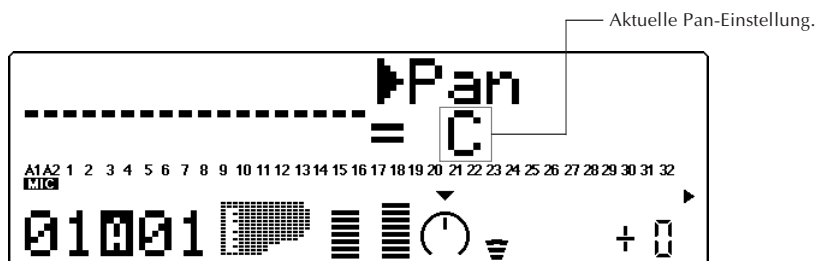 Aktuelle Pan-Einstellung.
▶Pan
----------------= C
A1 A2 1 2 3 4 5 6 7 8 9 10 11 12 13 14 15 16 17 18 19 20 21 22 23 24 25 26 27 28 29 30 31 32
MIC
01A01 + 0